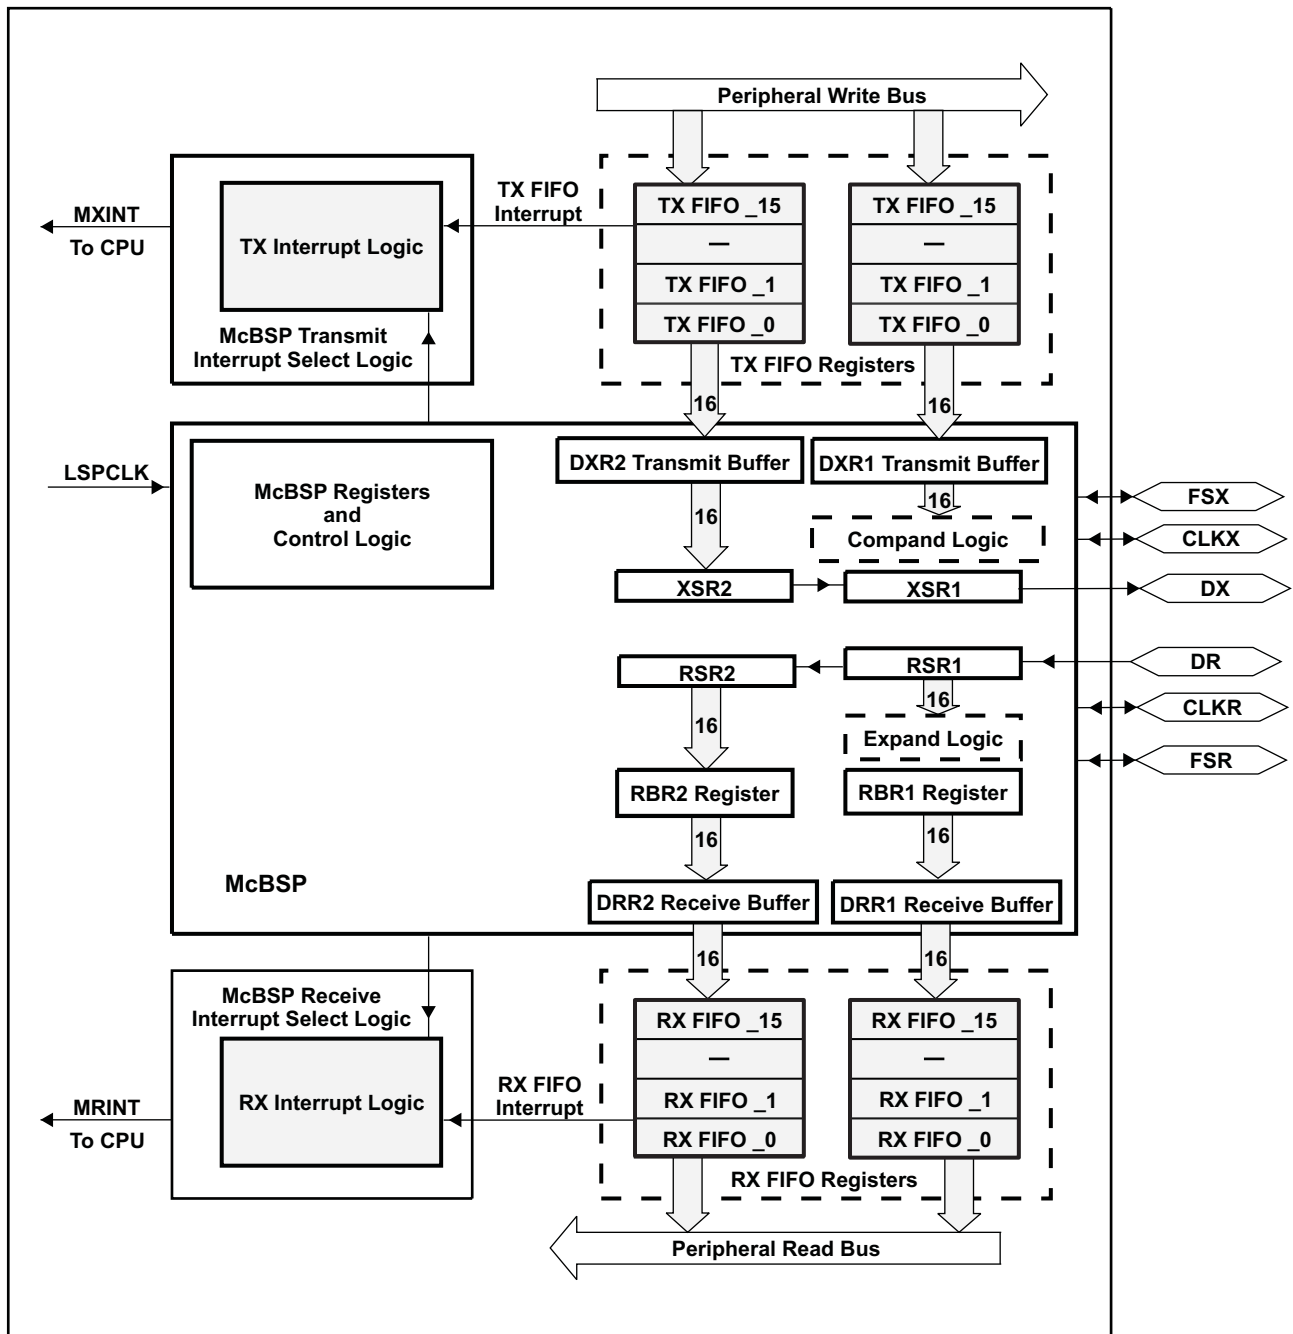 Peripheral Write Bus
TX FIFO
Interrupt
MXINT
To CPU
TX Interrupt Logic
McBSP Transmit
Interrupt Select Logic
TX FIFO _15
—
TX FIFO _1
TX FIFO _0
TX FIFO _15
—
TX FIFO _1
TX FIFO _0
TX FIFO Registers
16
16
LSPCLK
McBSP Registers
and
Control Logic
DXR2 Transmit Buffer
DXR1 Transmit Buffer
16
16
Compand Logic
XSR2
XSR1
FSX
CLKX
DX
DR
CLKR
FSR
RSR2
RSR1
16
16
Expand Logic
RBR2 Register
RBR1 Register
16
16
McBSP
DRR2 Receive Buffer
DRR1 Receive Buffer
16
16
McBSP Receive
Interrupt Select Logic
RX Interrupt Logic
MRINT
To CPU
RX FIFO
Interrupt
RX FIFO _15
—
RX FIFO _1
RX FIFO _0
RX FIFO _15
—
RX FIFO _1
RX FIFO _0
RX FIFO Registers
Peripheral Read Bus